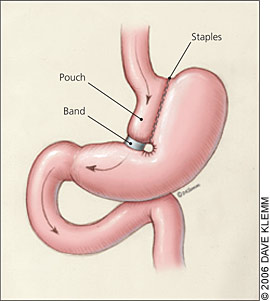 Staples
Pouch
Band
© 2006 DAVE KLEMM